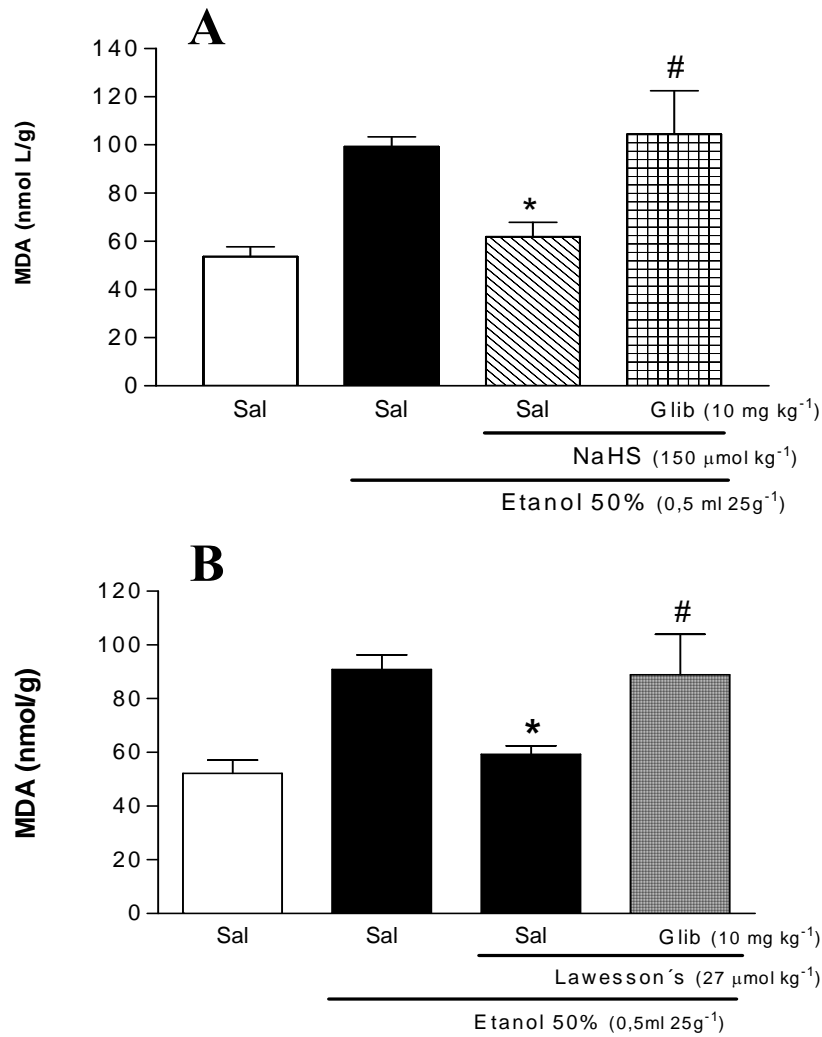 A
MDA (nmol L/g)
140
120
100
80
60
40
20
0
*
#
Sal Sal Sal Glib (10 mg kg⁻¹)
NaHS (150 μmol kg⁻¹)
Etanol 50% (0,5 ml 25g⁻¹)
B
MDA (nmol/g)
120
100
80
60
40
20
0
*
#
Sal Sal Sal Glib (10 mg kg⁻¹)
Lawesson´s (27 μmol kg⁻¹)
Etanol 50% (0,5ml 25g⁻¹)